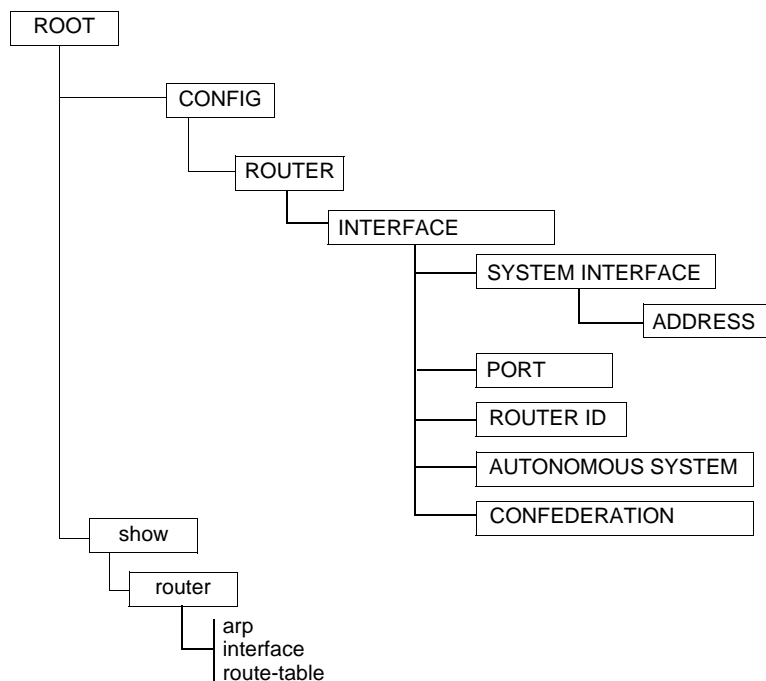 ROOT
CONFIG
ROUTER
INTERFACE
SYSTEM INTERFACE
ADDRESS
PORT
ROUTER ID
AUTONOMOUS SYSTEM
CONFEDERATION
show
router
arp
interface
route-table